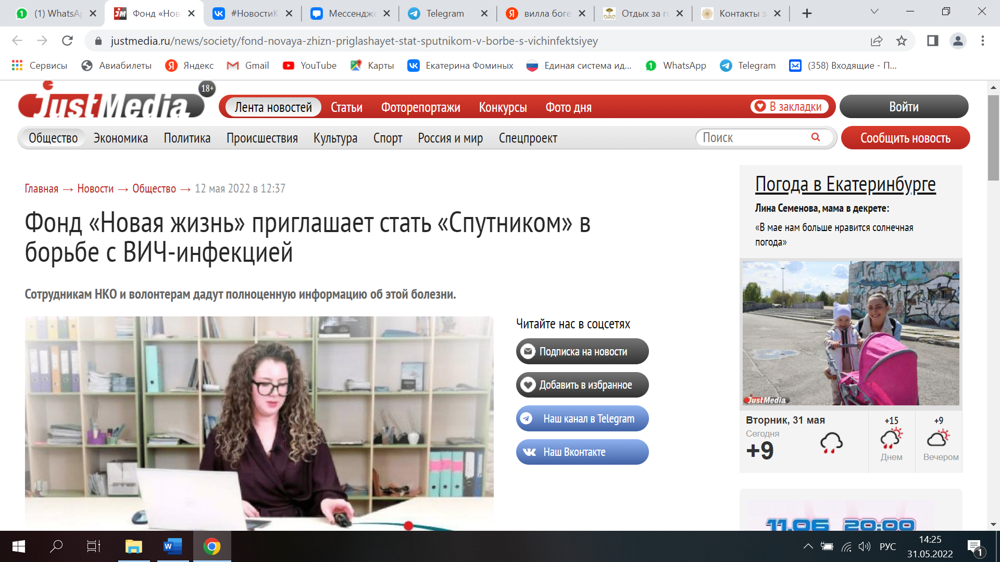 (1) WhatsAp
Фонд «Нов
#НовостиК
Мессендже
Telegram
вилла боге
Отдых за го
Контакты з
justmedia.ru/news/society/fond-novaya-zhizn-priglashayet-stat-sputnikom-v-borbe-s-vichinfektsiyey
Сервисы
Авиабилеты
Яндекс
Gmail
YouTube
Карты
Екатерина Фоминых
Единая система ид...
WhatsApp
Telegram
(358) Входящие - П...
JustMedia
18+
Лента новостей
Статьи
Фоторепортажи
Конкурсы
Фото дня
В закладки
Войти
Общество
Экономика
Политика
Происшествия
Культура
Спорт
Россия и мир
Спецпроект
Поиск
Сообщить новость
Главная → Новости → Общество → 12 мая 2022 в 12:37
Фонд «Новая жизнь» приглашает стать «Спутником» в
борьбе с ВИЧ-инфекцией
Сотрудникам НКО и волонтерам дадут полноценную информацию об этой болезни.
Читайте нас в соцсетях
Подписка на новости
Добавить в избранное
Наш канал в Telegram
Наш Вконтакте
Погода в Екатеринбурге
Лина Семенова, мама в декрете:
«В мае нам больше нравится солнечная
погода»
JustMedia
Вторник, 31 мая
Сегодня
+9
+15
Днем
+9
Вечером
11.06 20:00
РУС
14:25
31.05.2022
1